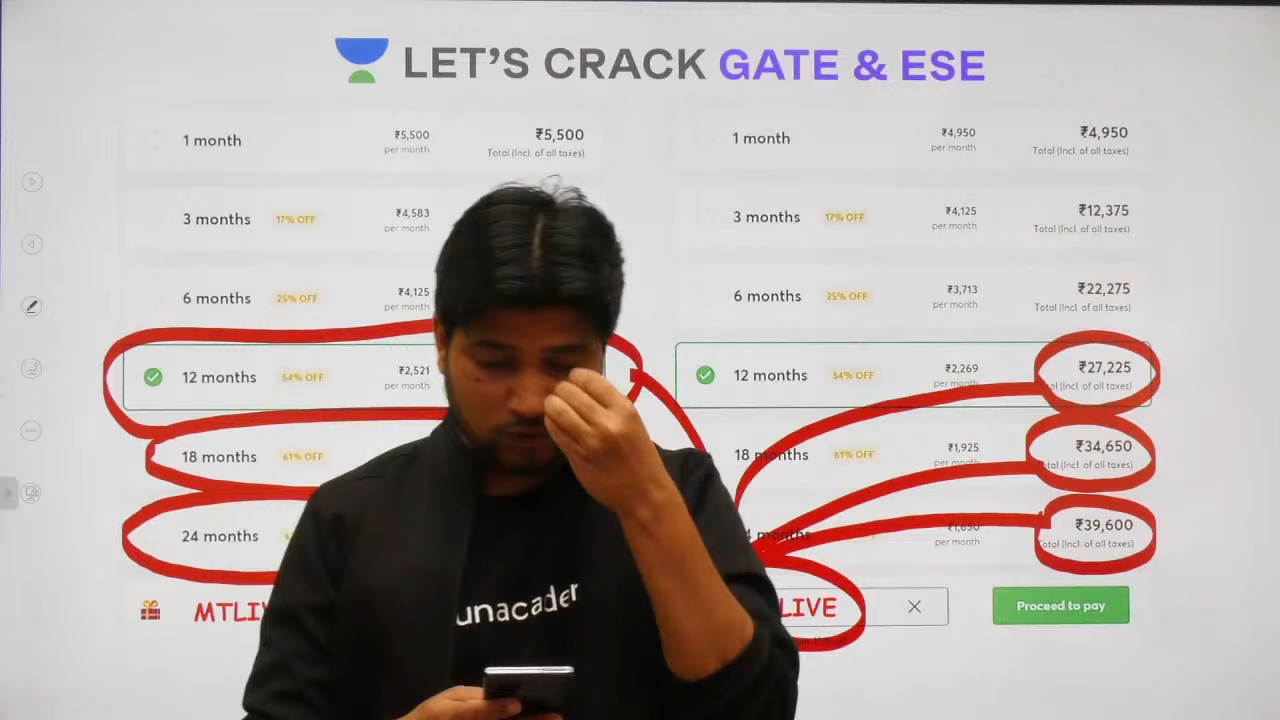 LET'S CRACK GATE & ESE
1 month
₹5,500
per month
₹5,500
Total (Incl. of all taxes)
3 months
17% OFF
₹4,583
per month
6 months
25% OFF
₹4,125
per month
12 months
54% OFF
₹2,521
per month
18 months
61% OFF
24 months
MTLI
1 month
₹4,950
per month
₹4,950
Total (Incl. of all taxes)
3 months
17% OFF
₹4,125
per month
₹12,375
Total (Incl. of all taxes)
6 months
25% OFF
₹3,713
per month
₹22,275
Total (Incl. of all taxes)
12 months
54% OFF
₹2,269
per month
₹27,225
Total (Incl. of all taxes)
18 months
61% OFF
₹1,925
per month
₹34,650
Total (Incl. of all taxes)
months
₹1,650
per month
₹39,600
Total (Incl. of all taxes)
LIVE
Proceed to pay
unacader